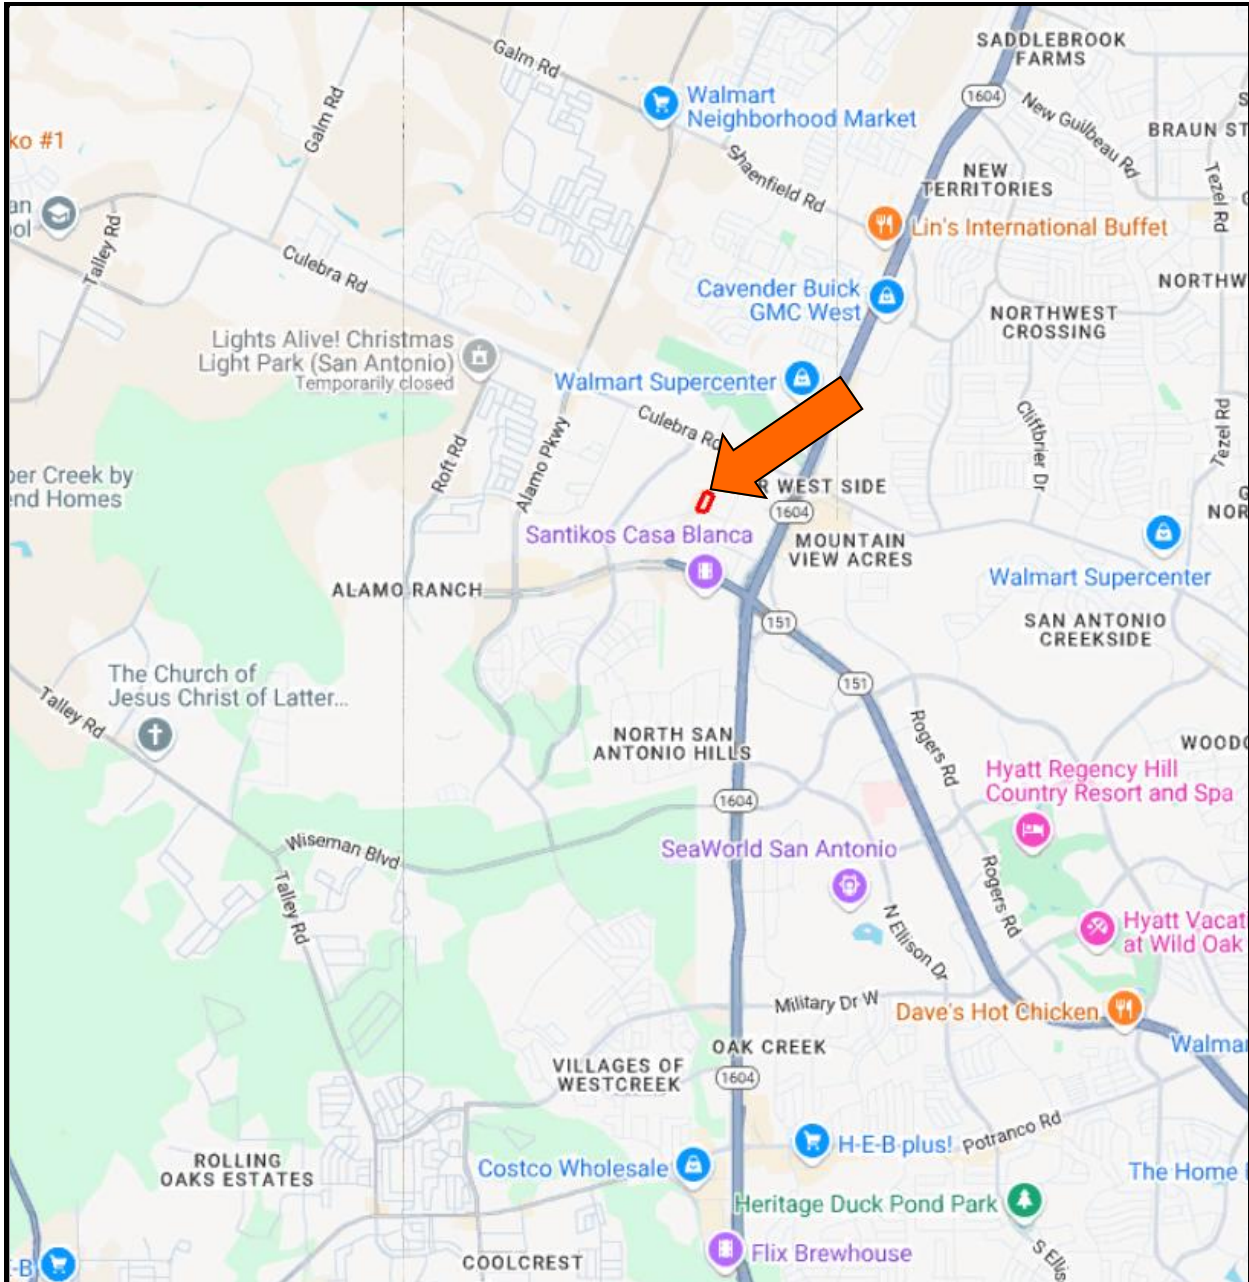 SADDLEBROOK
FARMS
Galm Rd
Walmart
Neighborhood Market
1604
New Guilbeau Rd
Galm Rd
BRAUN ST
ko #1
Shaenfield Rd
NEW
TERRITORIES
Tezel Rd
an
ol
Talley Rd
Lin's International Buffet
Culebra Rd
Cavender Buick
GMC West
NORTHW
NORTHWEST
CROSSING
Lights Alive! Christmas
Light Park (San Antonio)
Temporarily closed
Walmart Supercenter
Culebra Rd
Cliffbrier Dr
Tezel Rd
Roft Rd
Alamo Pkwy
per Creek by
end Homes
R WEST SIDE
1604
G
NOR
Santikos Casa Blanca
MOUNTAIN
VIEW ACRES
Walmart Supercenter
ALAMO RANCH
151
SAN ANTONIO
CREEKSIDE
The Church of
Jesus Christ of Latter...
151
Talley Rd
Rogers Rd
NORTH SAN
ANTONIO HILLS
WOODC
Hyatt Regency Hill
Country Resort and Spa
1604
Wiseman Blvd
SeaWorld San Antonio
Rogers Rd
Talley Rd
N Ellison Dr
Hyatt Vacat
at Wild Oak
Military Dr W
Dave's Hot Chicken
OAK CREEK
Walmar
VILLAGES OF
WESTCREEK
1604
H-E-B plus!
Potranco Rd
ROLLING
OAKS ESTATES
Costco Wholesale
The Home
Heritage Duck Pond Park
S Ellis
Flix Brewhouse
COOLCREST
E-B